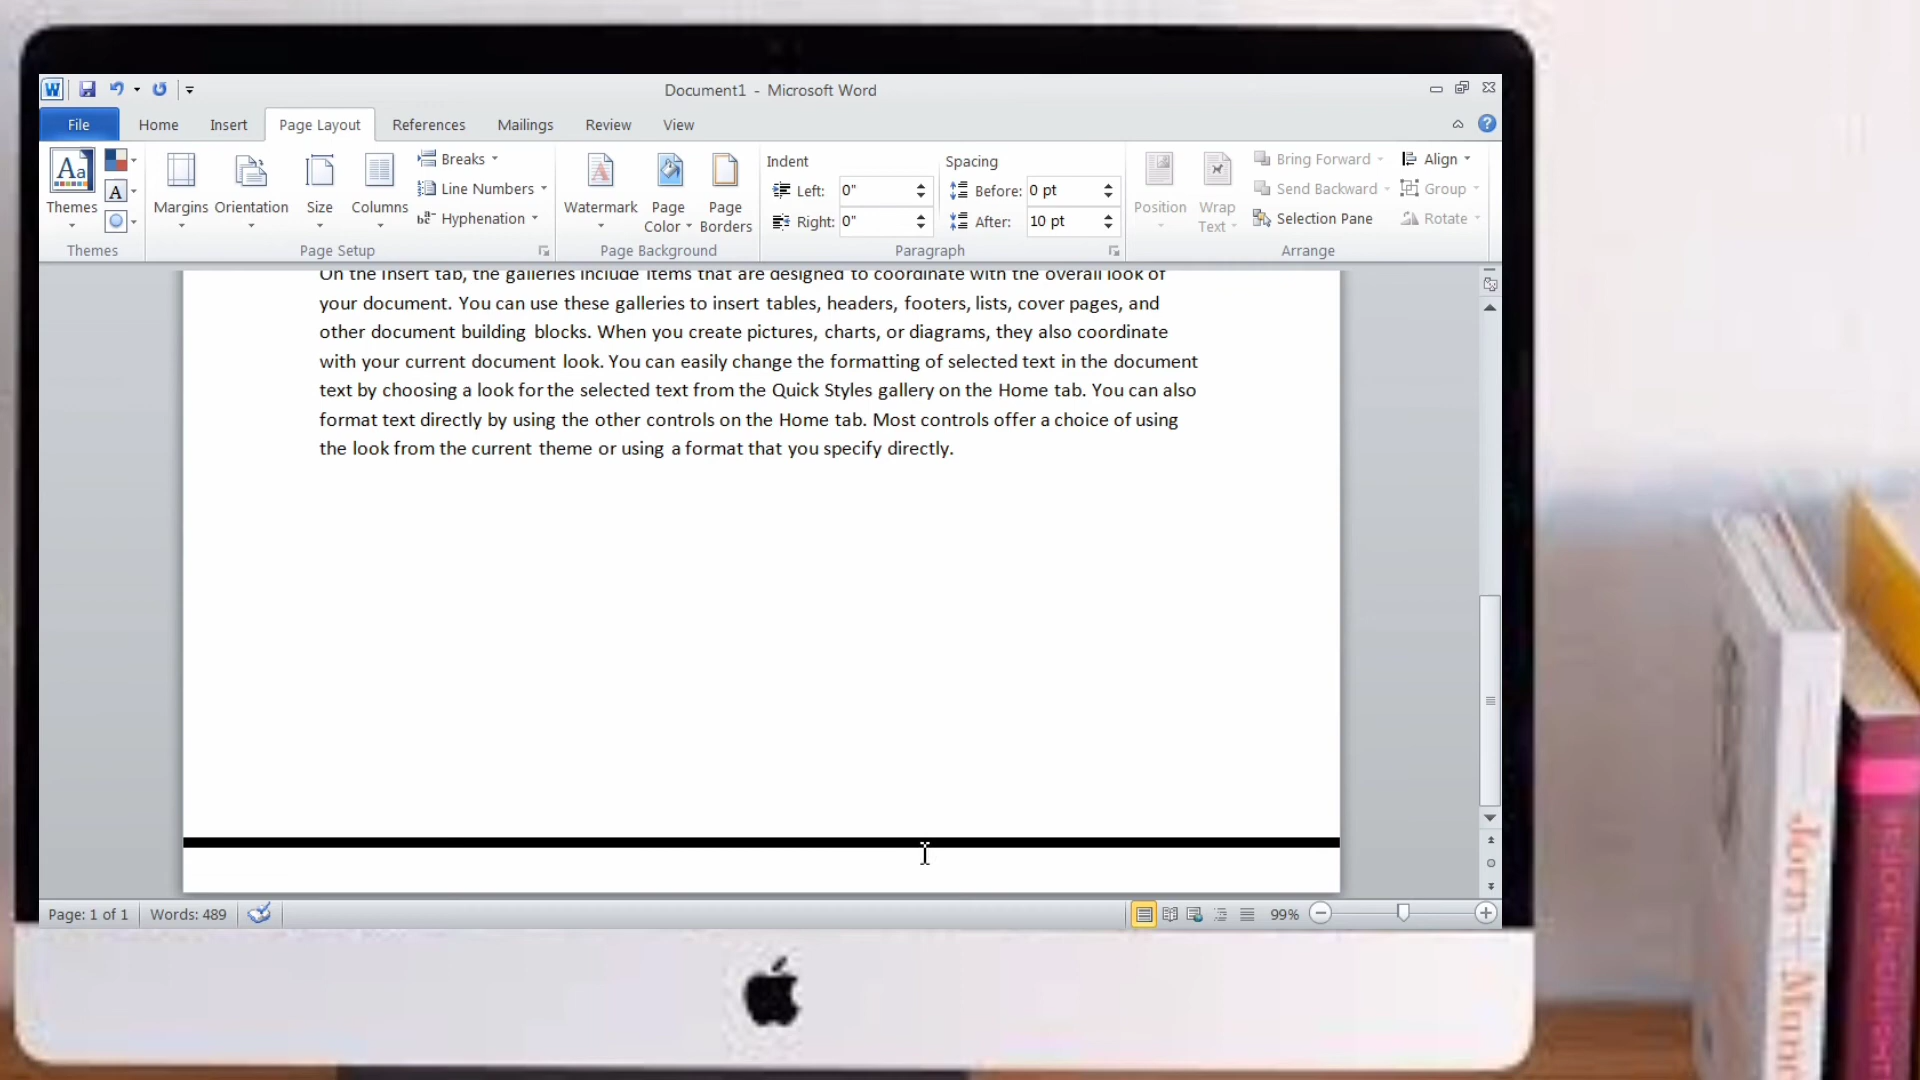 Document1 - Microsoft Word
File Home Insert Page Layout References Mailings Review View
Aa
Themes
Themes
A
Margins
Orientation
Size
Columns
Breaks
Line Numbers
Hyphenation
Page Setup
Watermark
Page Color
Page Borders
Page Background
Indent
Left: 0"
Right: 0"
Spacing
Before: 0 pt
After: 10 pt
Paragraph
Position
Wrap Text
Bring Forward
Send Backward
Selection Pane
Align
Group
Rotate
Arrange
On the Insert tab, the galleries include items that are designed to coordinate with the overall look of
your document. You can use these galleries to insert tables, headers, footers, lists, cover pages, and
other document building blocks. When you create pictures, charts, or diagrams, they also coordinate
with your current document look. You can easily change the formatting of selected text in the document
text by choosing a look for the selected text from the Quick Styles gallery on the Home tab. You can also
format text directly by using the other controls on the Home tab. Most controls offer a choice of using
the look from the current theme or using a format that you specify directly.
Page: 1 of 1 Words: 489 99%